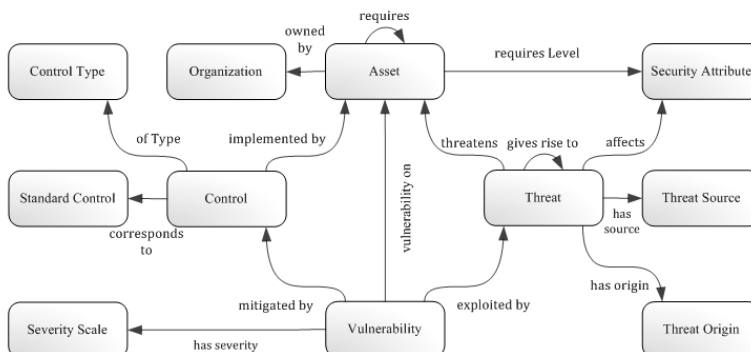 requires
owned
by
requires Level
Control Type
Organization
Asset
Security Attribute
of Type
implemented by
threatens
gives rise to
affects
vulnerability on
Standard Control
Control
Threat
Threat Source
corresponds
to
has
source
mitigated by
exploited by
has origin
Severity Scale
has severity
Vulnerability
Threat Origin